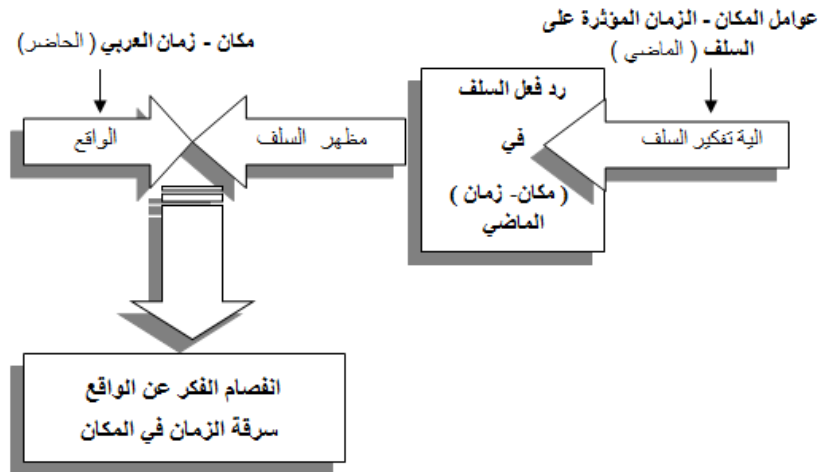 عوامل المكان - الزمان المؤثرة على
السلف ( الماضي )
الية تفكير السلف
رد فعل السلف
في
( مكان- زمان )
الماضي
مظهر السلف
مكان - زمان العربي ( الحاضر)
الواقع
انفصام الفكر عن الواقع
سرقة الزمان في المكان